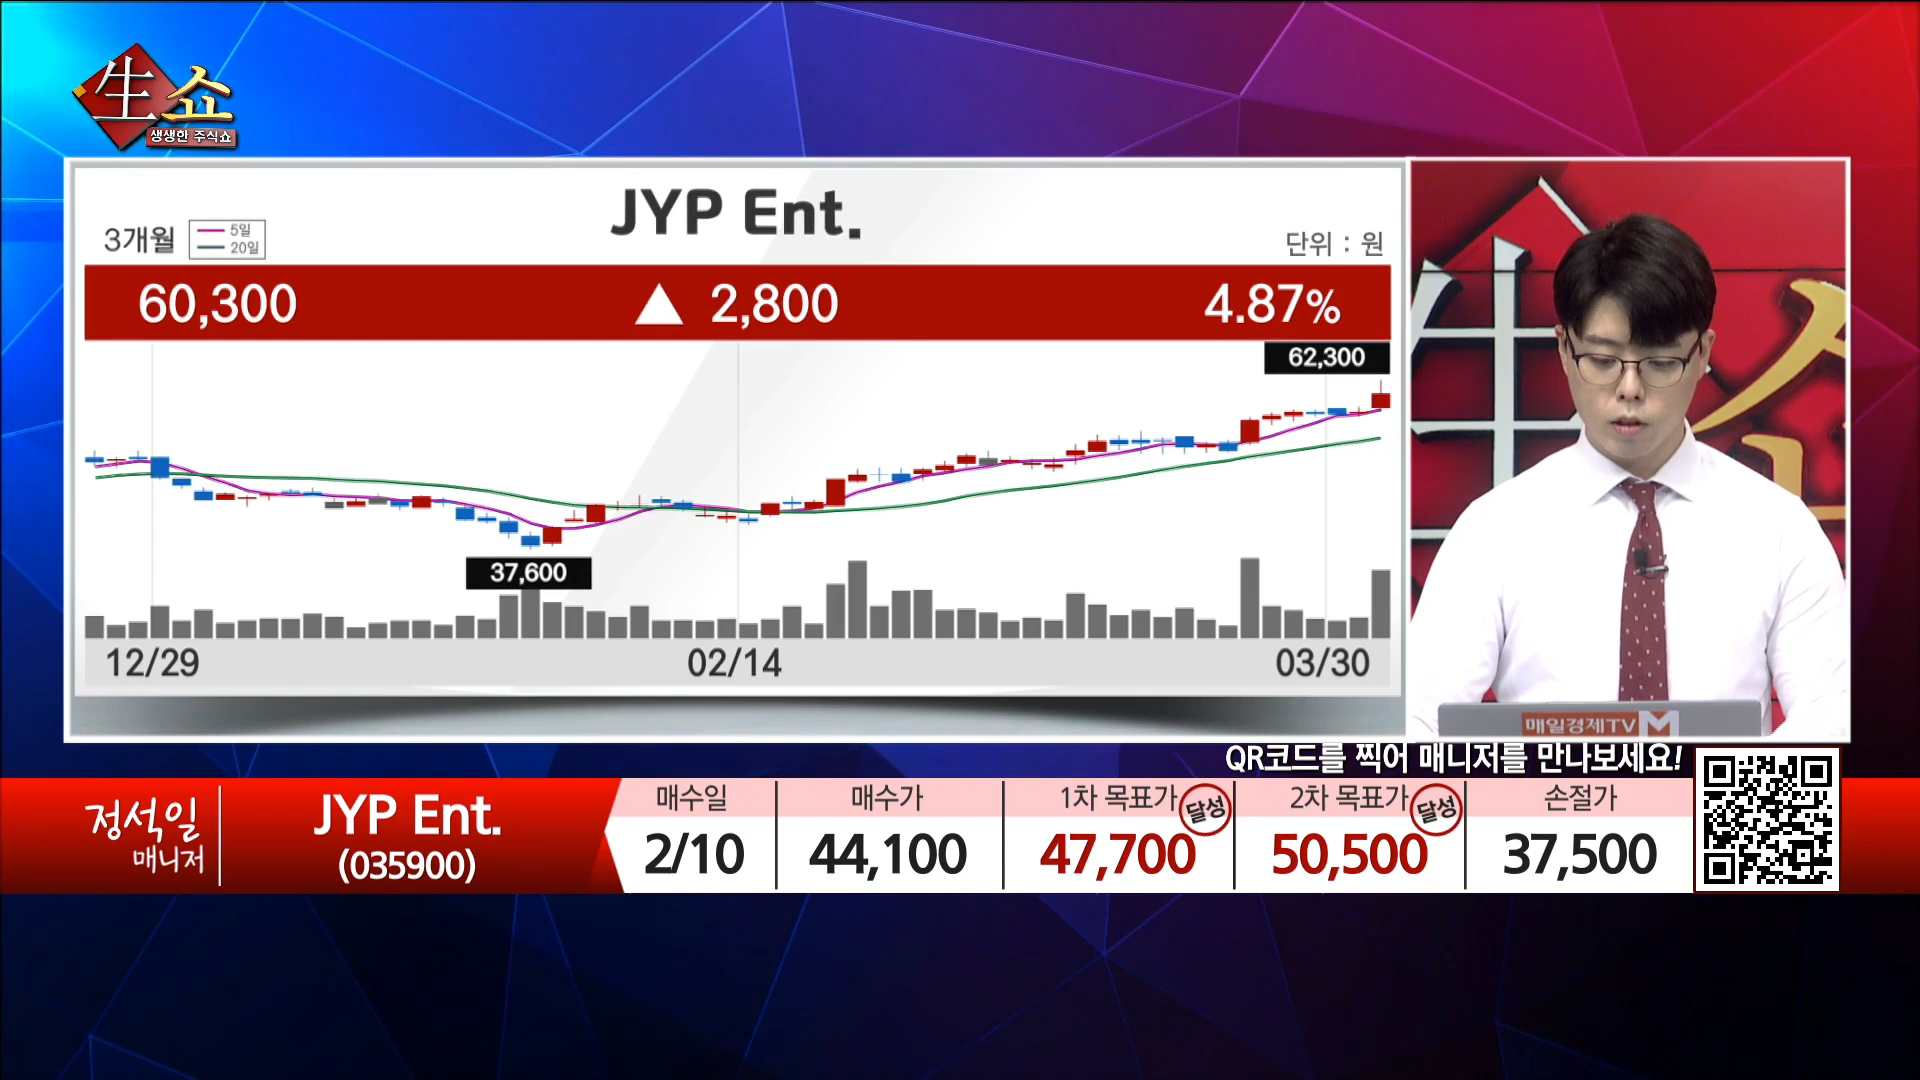 生쇼
생생한 주식쇼
JYP Ent.
3개월
5일
20일
단위 : 원
60,300 ▲ 2,800 4.87%
62,300
37,600
12/29 02/14 03/30
매일경제TV M
QR코드를 찍어 매니저를 만나보세요!
정석일
매니저
JYP Ent.
(035900)
매수일 매수가 1차 목표가 달성 2차 목표가 달성 손절가
2/10 44,100 47,700 50,500 37,500